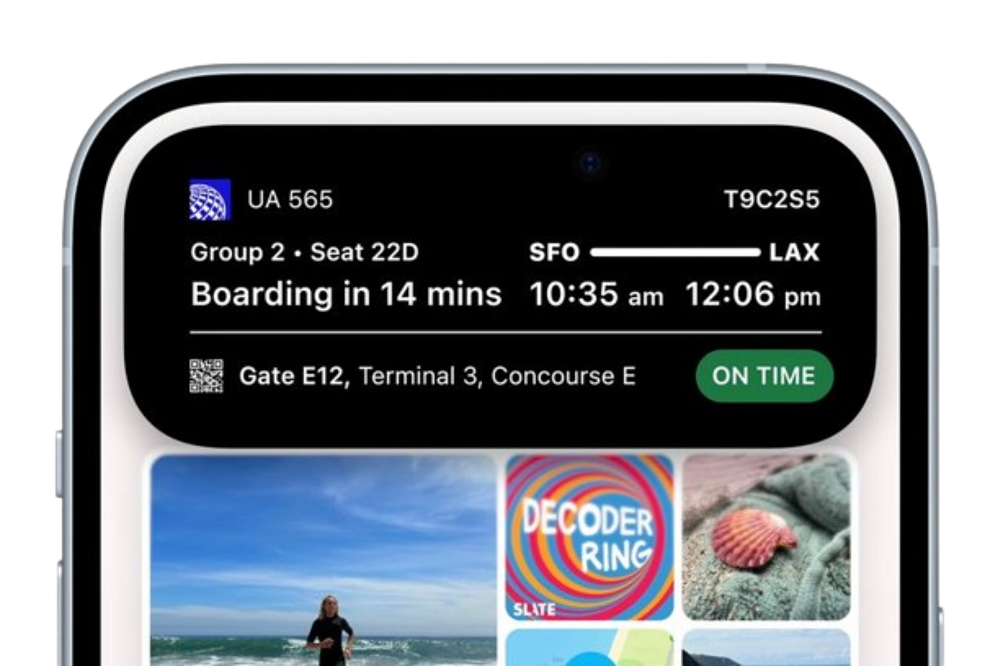 UA 565 T9C2S5
Group 2 • Seat 22D SFO LAX
Boarding in 14 mins 10:35 am 12:06 pm
Gate E12, Terminal 3, Concourse E ON TIME
DECODER
RING
SLATE